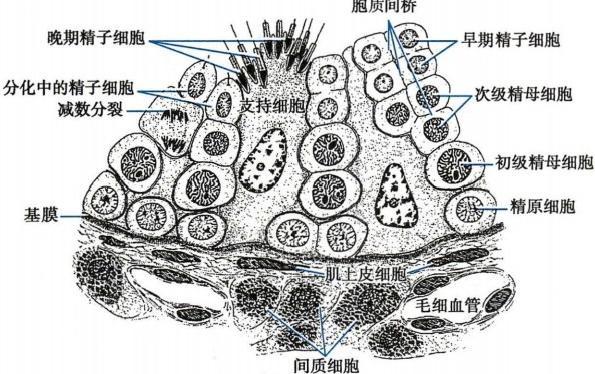 胞质间桥
晚期精子细胞
早期精子细胞
分化中的精子细胞
次级精母细胞
支持细胞
减数分裂
初级精母细胞
精原细胞
基膜
肌上皮细胞
毛细血管
间质细胞